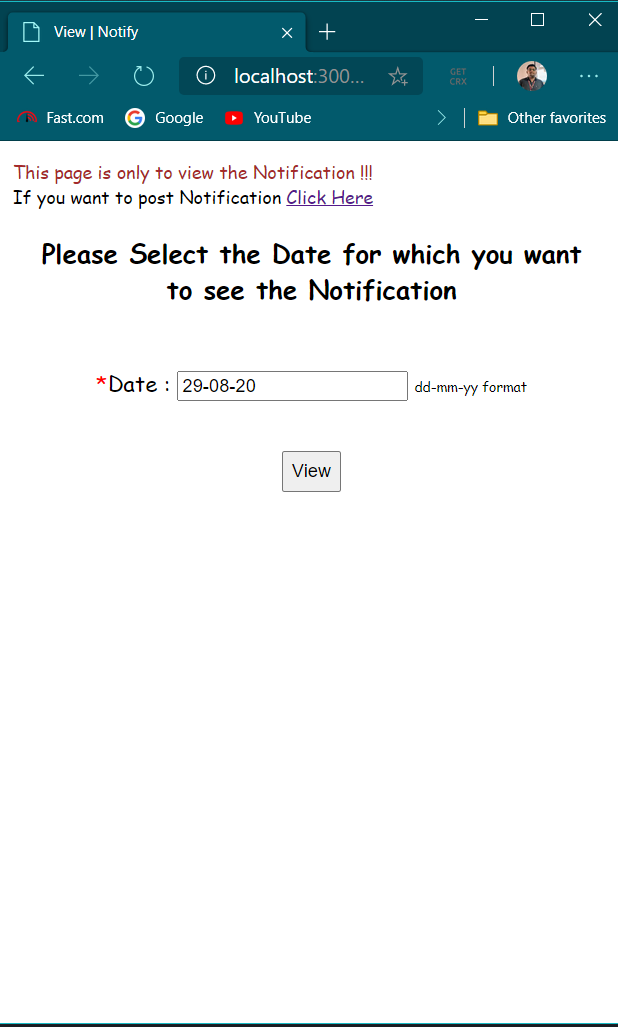 View | Notify
localhost:300...
GET
CRX
Fast.com Google YouTube Other favorites
This page is only to view the Notification !!!
If you want to post Notification Click Here
Please Select the Date for which you want
to see the Notification
*Date : 29-08-20 dd-mm-yy format
View